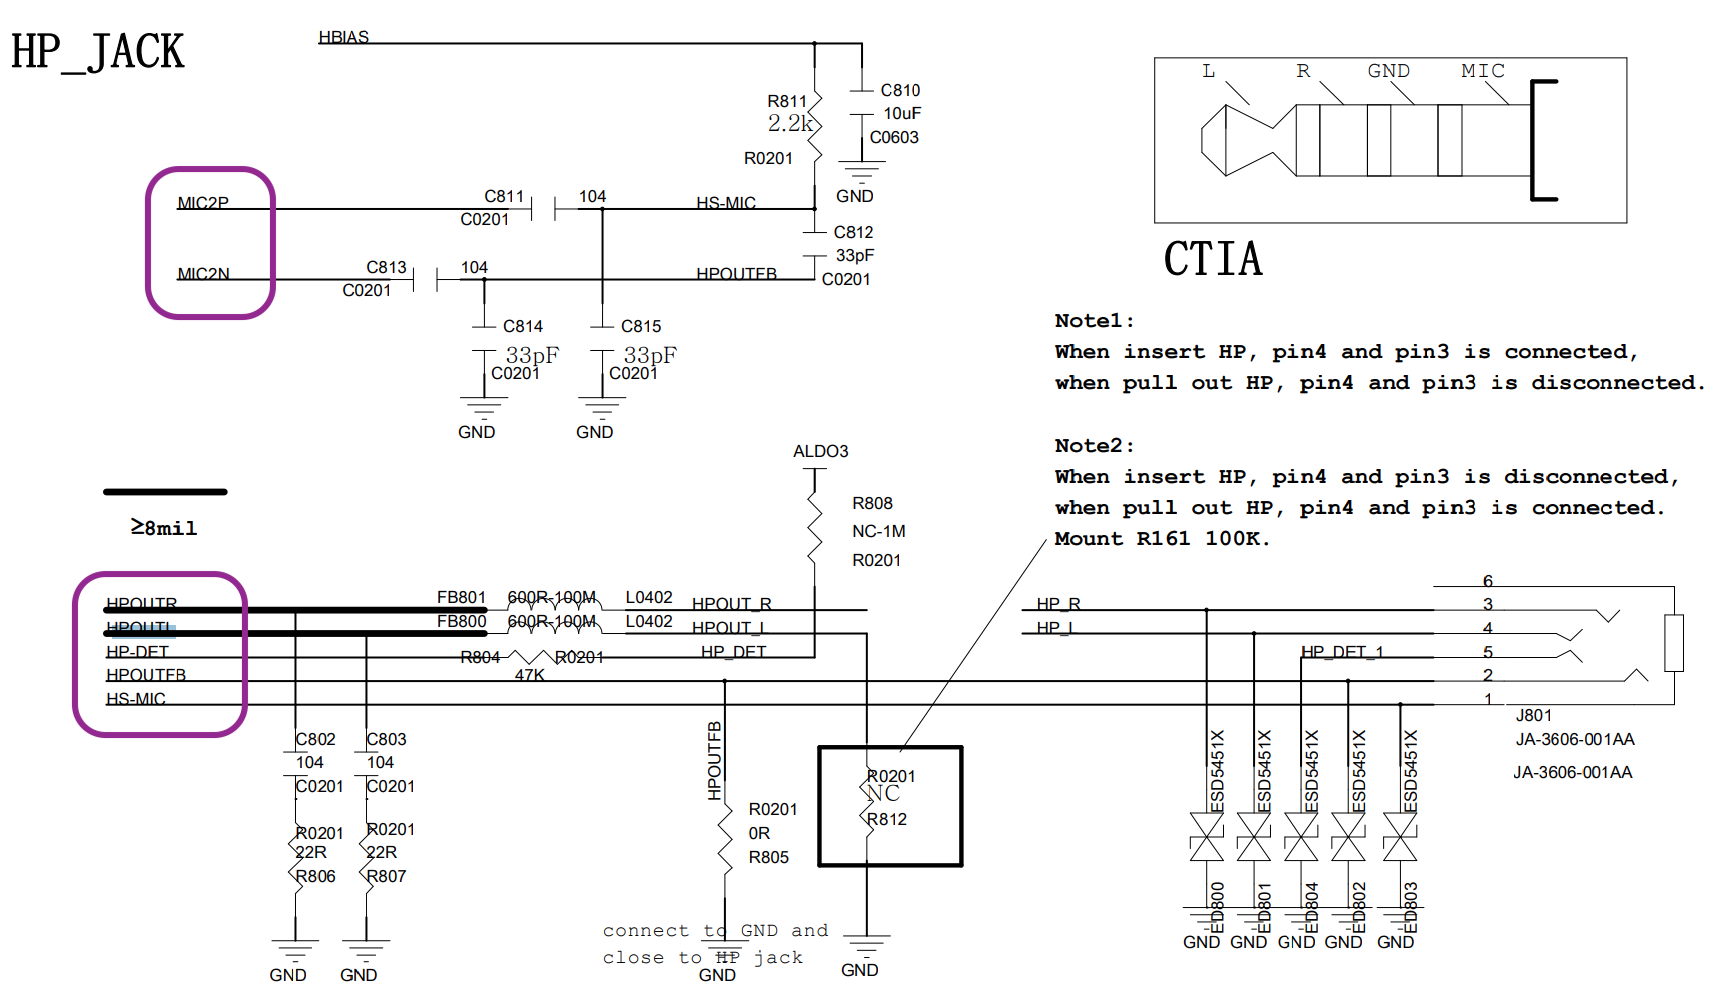 HP_JACK
HBIAS
R811
2.2k
R0201
C810
10uF
C0603
GND
MIC2P
C811
C0201
104
HS-MIC
C812
33pF
C0201
MIC2N
C813
C0201
104
HPOUTFB
C814
33pF
C0201
GND
C815
33pF
C0201
GND
L R GND MIC
CTIA
Note1:
When insert HP, pin4 and pin3 is connected,
when pull out HP, pin4 and pin3 is disconnected.
Note2:
When insert HP, pin4 and pin3 is disconnected,
when pull out HP, pin4 and pin3 is connected.
Mount R161 100K.
≥8mil
ALDO3
R808
NC-1M
R0201
HPOUTR
FB801 600R-100M L0402 HPOUT_R
HPOUTL
FB800 600R-100M L0402 HPOUT_L
HP-DET
R804 R0201 HP_DET
47K
HPOUTFB
HS-MIC
HP_R
HP_L
HP_DET_1
6
3
4
5
2
1
J801
JA-3606-001AA
JA-3606-001AA
C802
104
C0201
R0201
22R
R806
GND
C803
104
C0201
R0201
22R
R807
GND
HPOUTFB
R0201
0R
R805
connect to GND and
close to HP jack
GND
R0201
NC
R812
GND
ESD5451X
ED800
GND
ESD5451X
ED801
GND
ESD5451X
ED804
GND
ESD5451X
ED802
GND
ESD5451X
ED803
GND